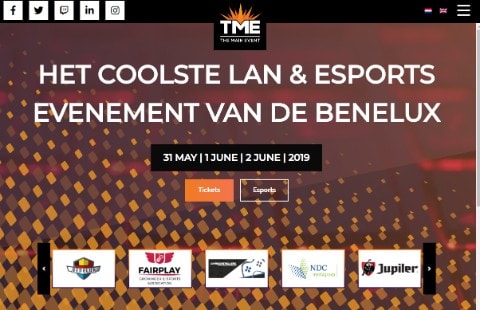 TME
THE MAIN EVENT
HET COOLSTE LAN & ESPORTS
EVENEMENT VAN DE BENELUX
31 MAY | 1 JUNE | 2 JUNE | 2019
Tickets
Esports
FAIRPLAY
NDC
Jupiler